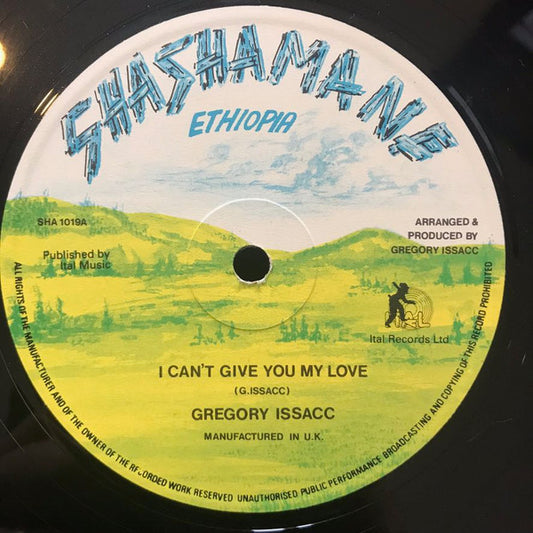 SHASHAMANE
ETHIOPIA
SHA 1019A
Published by
Ital Music
ARRANGED &
PRODUCED BY
GREGORY ISSACC
ITAL
Ital Records Ltd
I CAN'T GIVE YOU MY LOVE
(G.ISSACC)
GREGORY ISSACC
MANUFACTURED IN U.K.
ALL RIGHTS OF THE MANUFACTURER AND OF THE OWNER OF THE RECORDED WORK RESERVED UNAUTHORISED PUBLIC PERFORMANCE BROADCASTING AND COPYING OF THIS RECORD PROHIBITED